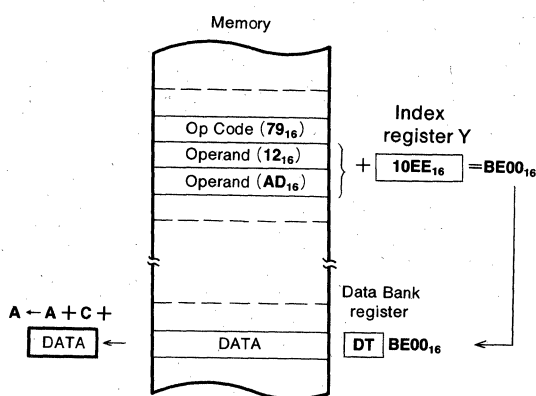 Memory
Op Code (79₁₆)
Operand (12₁₆)
Operand (AD₁₆)
Index
register Y
+ 10EE₁₆ =BE00₁₆
Data Bank
register
A ← A + C +
DATA
DATA
DT BE00₁₆